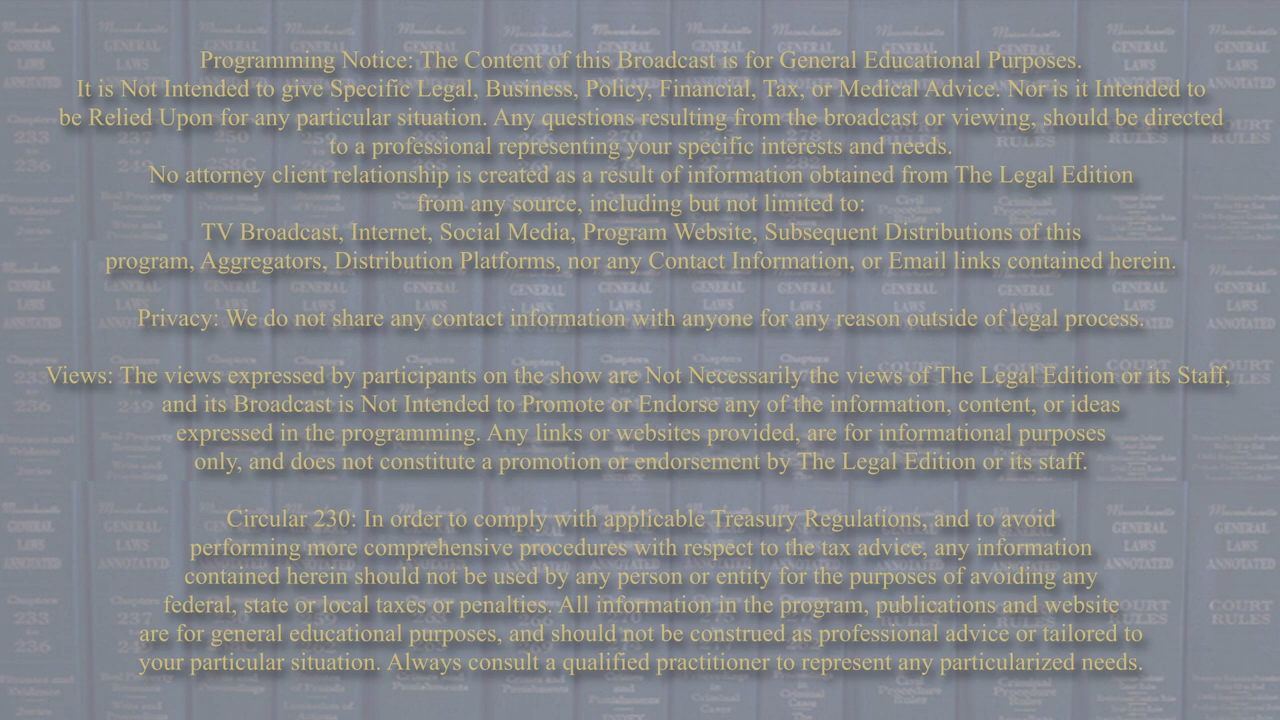 Programming Notice: The Content of this Broadcast is for General Educational Purposes.
It is Not Intended to give Specific Legal, Business, Policy, Financial, Tax, or Medical Advice. Nor is it Intended to
be Relied Upon for any particular situation. Any questions resulting from the broadcast or viewing, should be directed
to a professional representing your specific interests and needs.
No attorney client relationship is created as a result of information obtained from The Legal Edition
from any source, including but not limited to:
TV Broadcast, Internet, Social Media, Program Website, Subsequent Distributions of this
program, Aggregators, Distribution Platforms, nor any Contact Information, or Email links contained herein.
Privacy: We do not share any contact information with anyone for any reason outside of legal process.
Views: The views expressed by participants on the show are Not Necessarily the views of The Legal Edition or its Staff,
and its Broadcast is Not Intended to Promote or Endorse any of the information, content, or ideas
expressed in the programming. Any links or websites provided, are for informational purposes
only, and does not constitute a promotion or endorsement by The Legal Edition or its staff.
Circular 230: In order to comply with applicable Treasury Regulations, and to avoid
performing more comprehensive procedures with respect to the tax advice, any information
contained herein should not be used by any person or entity for the purposes of avoiding any
federal, state or local taxes or penalties. All information in the program, publications and website
are for general educational purposes, and should not be construed as professional advice or tailored to
your particular situation. Always consult a qualified practitioner to represent any particularized needs.